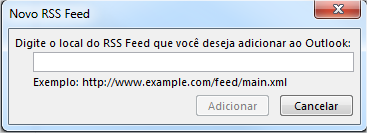 Novo RSS Feed
Digite o local do RSS Feed que você deseja adicionar ao Outlook:
Exemplo: http://www.example.com/feed/main.xml
Adicionar Cancelar